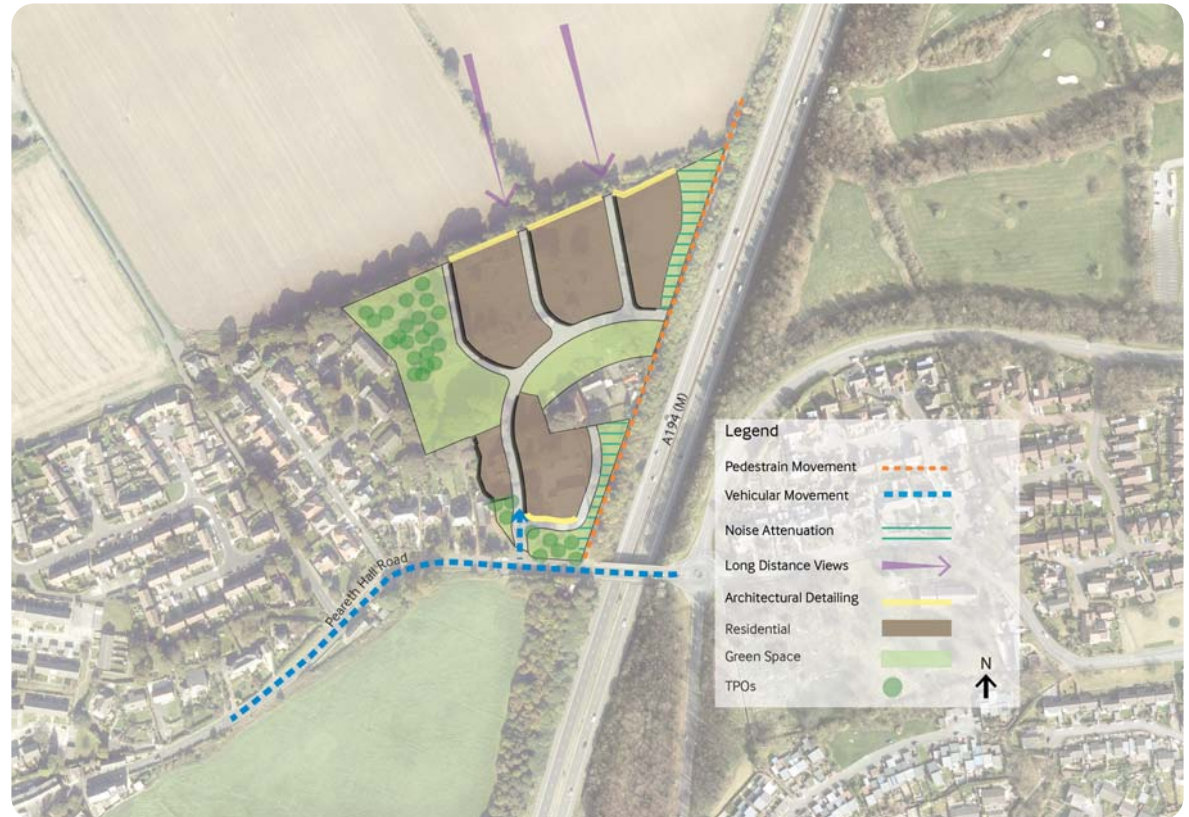 A194 (M)
Peareth Hall Road
Legend
Pedestrain Movement
Vehicular Movement
Noise Attenuation
Long Distance Views
Architectural Detailing
Residential
Green Space
TPOs
N